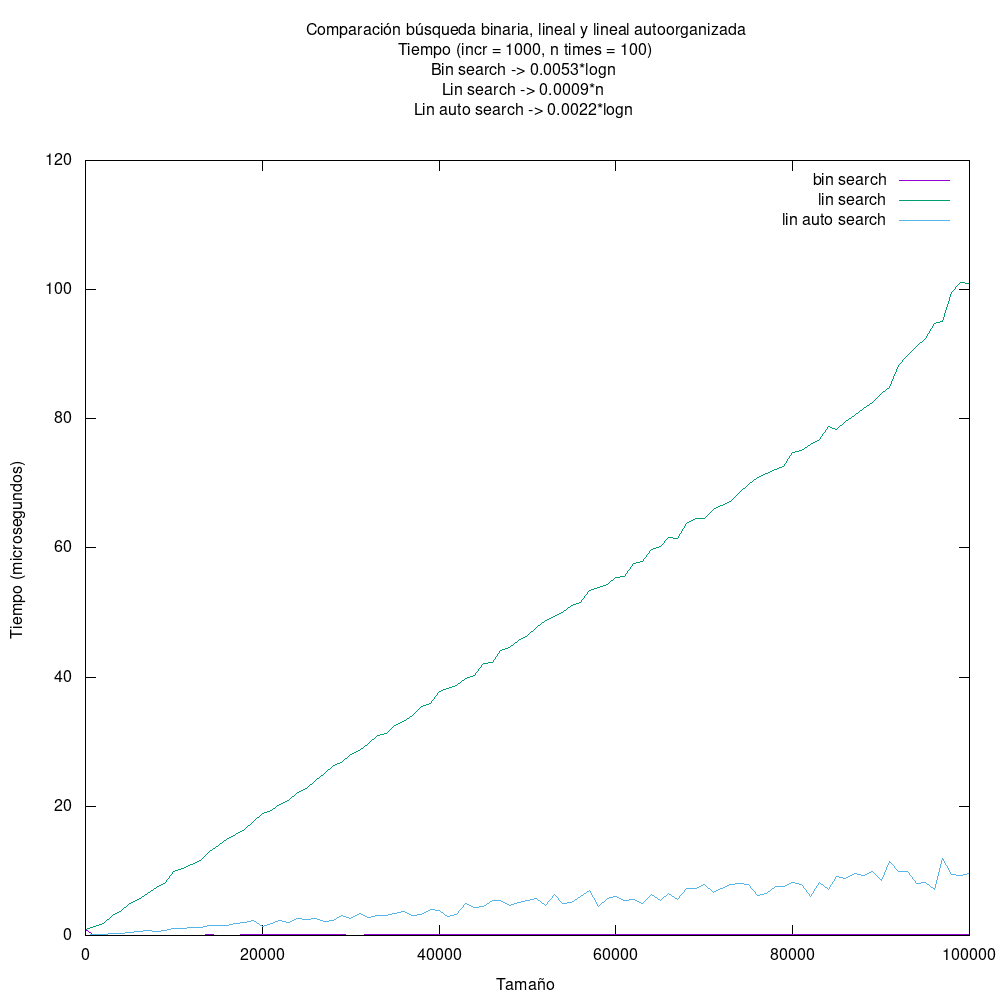 Comparación búsqueda binaria, lineal y lineal autoorganizada
Tiempo (incr = 1000, n times = 100)
Bin search -> 0.0053*logn
Lin search -> 0.0009*n
Lin auto search -> 0.0022*logn
bin search
lin search
lin auto search
120
100
80
60
40
20
0
Tiempo (microsegundos)
0 20000 40000 60000 80000 100000
Tamaño